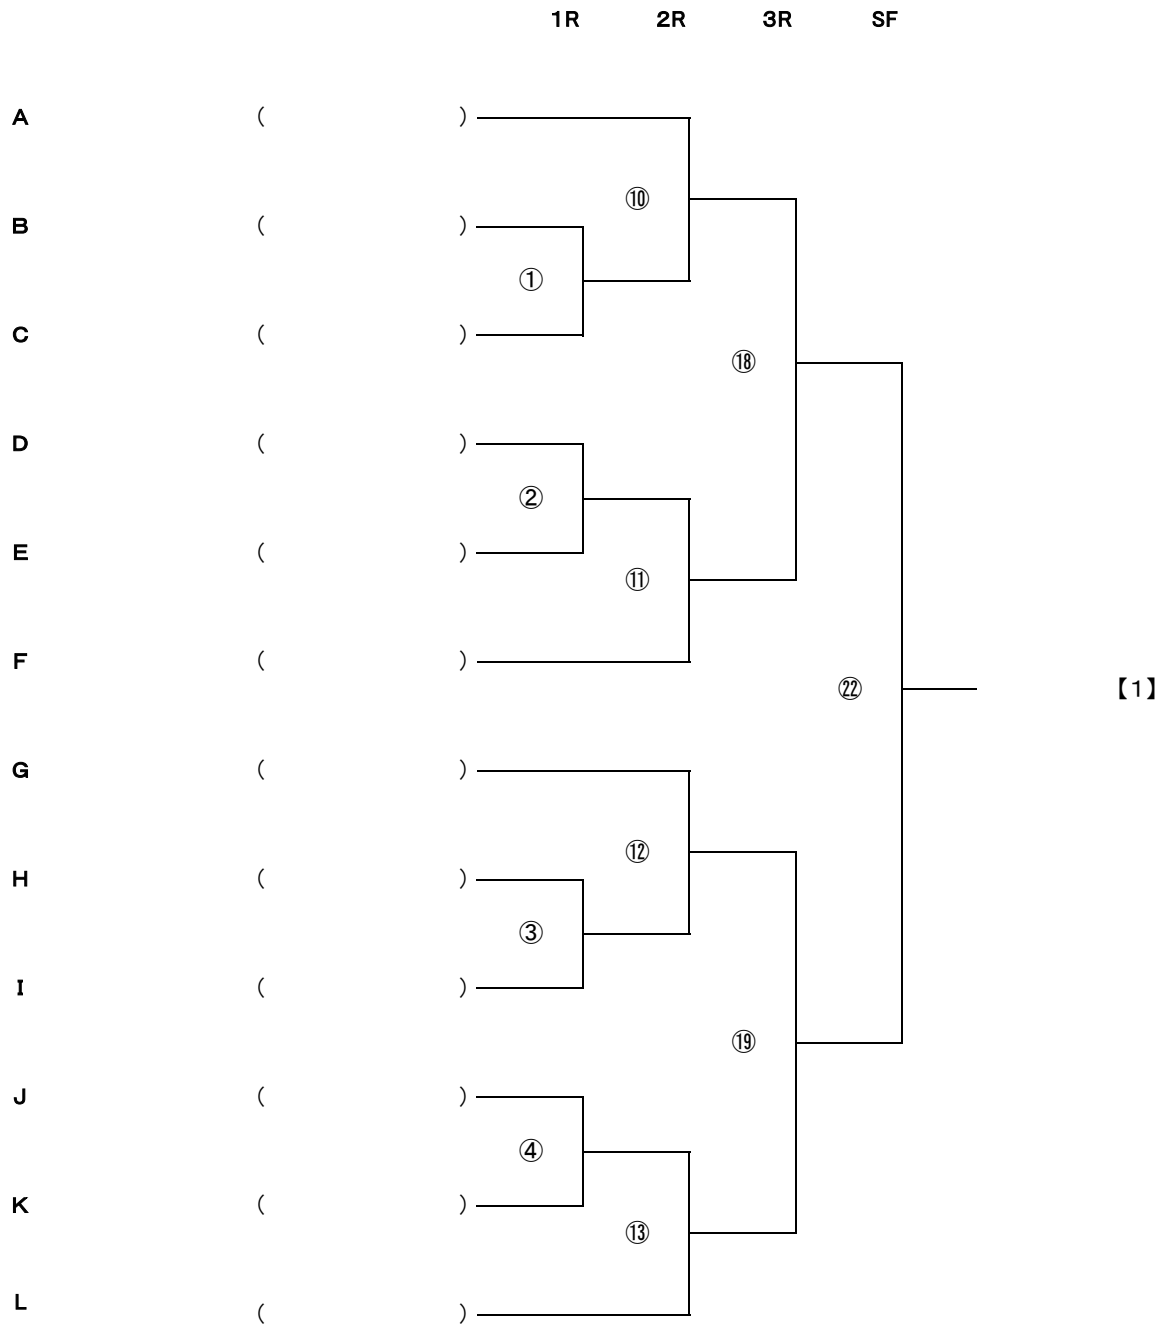 １Ｒ ２Ｒ ３Ｒ ＳＦ
Ａ （ ）
⑩
Ｂ （ ）
①
Ｃ （ ）
⑱
Ｄ （ ）
②
Ｅ （ ）
⑪
Ｆ （ ）
㉒ 【１】
Ｇ （ ）
⑫
Ｈ （ ）
③
Ｉ （ ）
⑲
Ｊ （ ）
④
Ｋ （ ）
⑬
Ｌ （ ）